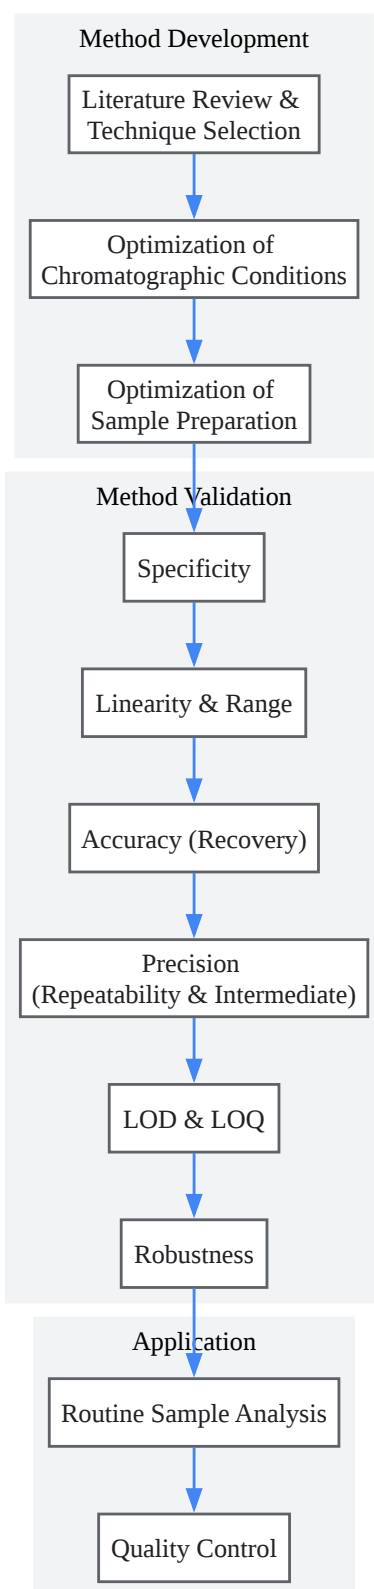 Method Development
Literature Review &
Technique Selection
Optimization of
Chromatographic Conditions
Optimization of
Sample Preparation
Method Validation
Specificity
Linearity & Range
Accuracy (Recovery)
Precision
(Repeatability & Intermediate)
LOD & LOQ
Robustness
Application
Routine Sample Analysis
Quality Control